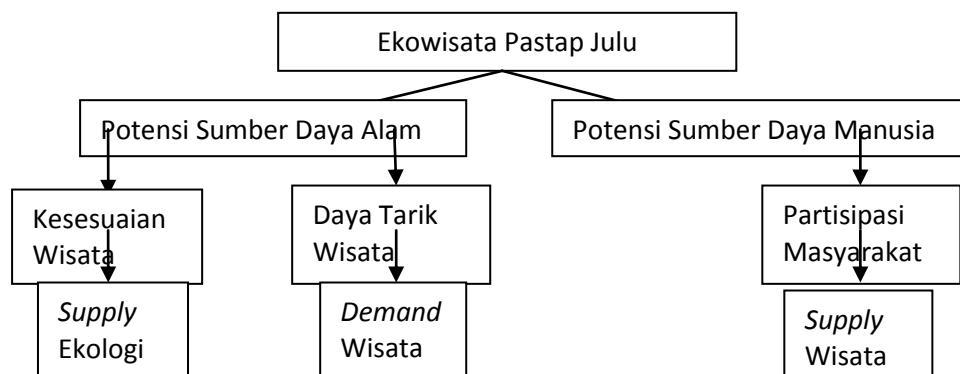 Ekowisata Pastap Julu
Potensi Sumber Daya Alam
Potensi Sumber Daya Manusia
Kesesuaian
Wisata
Daya Tarik
Wisata
Partisipasi
Masyarakat
Supply
Ekologi
Demand
Wisata
Supply
Wisata